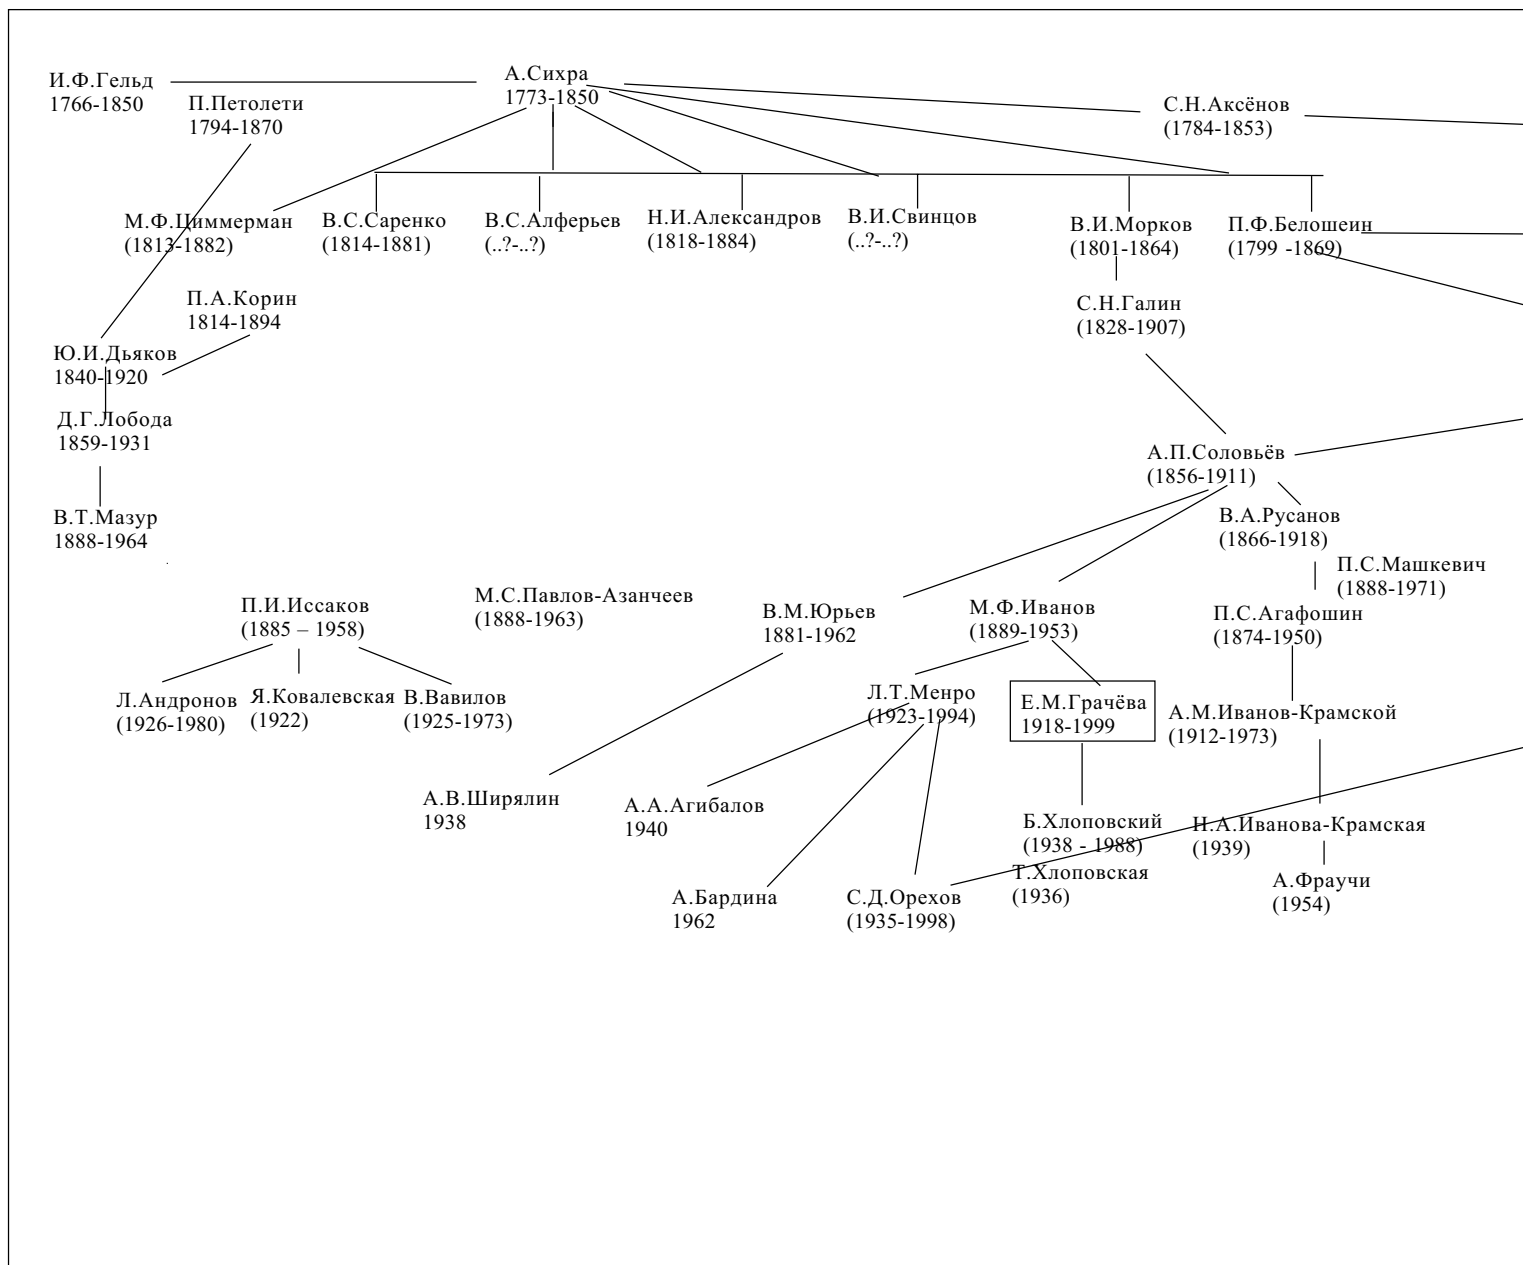 А.Сихра
1773-1850
И.Ф.Гельд
1766-1850
П.Петолети
1794-1870
С.Н.Аксёнов
(1784-1853)
М.Ф.Циммерман
(1813-1882)
В.С.Саренко
(1814-1881)
В.С.Алферьев
(..?-..?)
Н.И.Александров
(1818-1884)
В.И.Свинцов
(..?-..?)
В.И.Морков
(1801-1864)
П.Ф.Белошеин
(1799 -1869)
П.А.Корин
1814-1894
С.Н.Галин
(1828-1907)
Ю.И.Дьяков
1840-1920
Д.Г.Лобода
1859-1931
А.П.Соловьёв
(1856-1911)
В.Т.Мазур
1888-1964
В.А.Русанов
(1866-1918)
П.С.Машкевич
(1888-1971)
П.И.Иссаков
(1885 – 1958)
М.С.Павлов-Азанчеев
(1888-1963)
В.М.Юрьев
1881-1962
М.Ф.Иванов
(1889-1953)
П.С.Агафошин
(1874-1950)
Л.Андронов
(1926-1980)
Я.Ковалевская
(1922)
В.Вавилов
(1925-1973)
Л.Т.Менро
(1923-1994)
Е.М.Грачёва
1918-1999
А.М.Иванов-Крамской
(1912-1973)
А.В.Ширялин
1938
А.А.Агибалов
1940
Б.Хлоповский
(1938 - 1988)
Н.А.Иванова-Крамская
(1939)
Т.Хлоповская
(1936)
А.Бардина
1962
С.Д.Орехов
(1935-1998)
А.Фраучи
(1954)